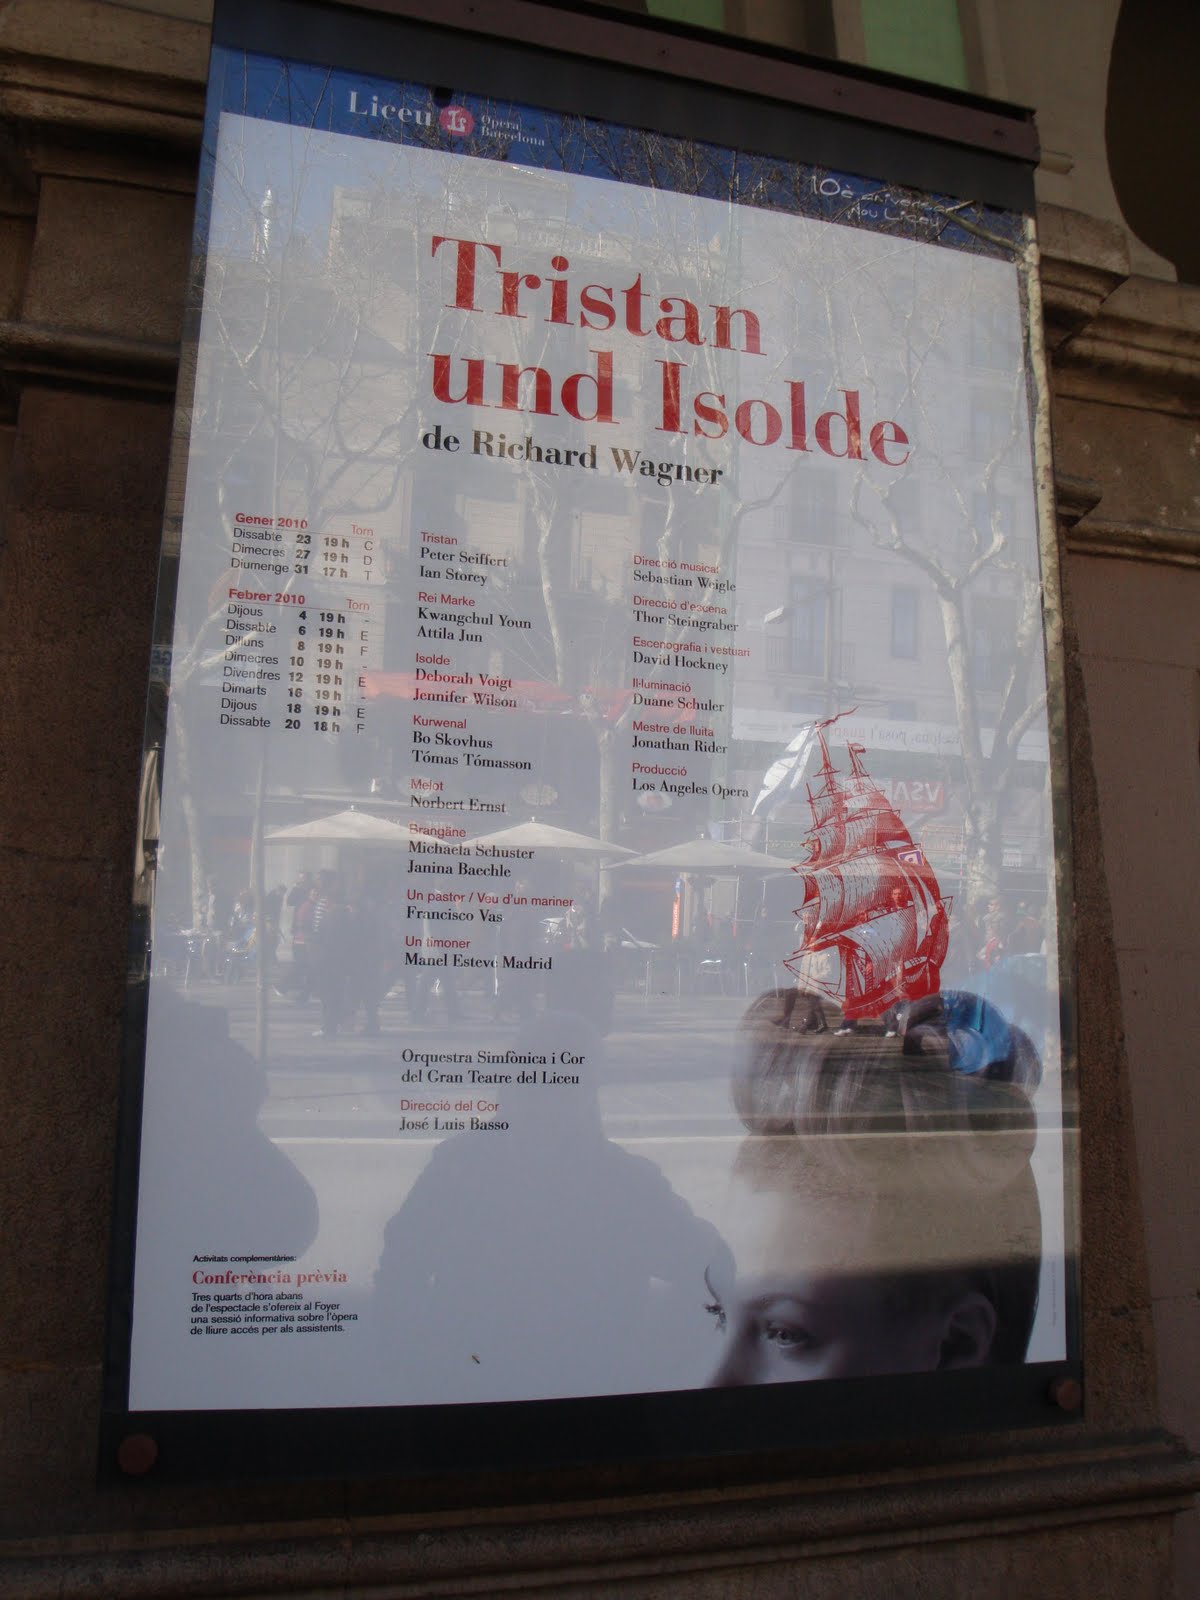 Liceu
Opera
Barcelona
10è aniversari
Nou Liceu
Tristan
und Isolde
de Richard Wagner
Gener 2010 Torn
Dissabte 23 19 h C
Dimecres 27 19 h D
Diumenge 31 17 h T
Febrer 2010 Torn
Dijous 4 19 h -
Dissabte 6 19 h E
Dilluns 8 19 h F
Dimecres 10 19 h -
Divendres 12 19 h E
Dimarts 16 19 h -
Dijous 18 19 h E
Dissabte 20 18 h F
Tristan
Peter Seiffert
Ian Storey
Rei Marke
Kwangchul Youn
Attila Jun
Isolde
Deborah Voigt
Jennifer Wilson
Kurwenal
Bo Skovhus
Tómas Tómasson
Melot
Norbert Ernst
Brangäne
Michaela Schuster
Janina Baechle
Un pastor / Veu d'un mariner
Francisco Vas
Un timoner
Manel Esteve Madrid
Direcció musical
Sebastian Weigle
Direcció d'escena
Thor Steingraber
Escenografia i vestuari
David Hockney
Il·luminació
Duane Schuler
Mestre de lluita
Jonathan Rider
Producció
Los Angeles Opera
Orquestra Simfònica i Cor
del Gran Teatre del Liceu
Direcció del Cor
José Luis Basso
Activitats complementàries:
Conferència prèvia
Tres quarts d'hora abans
de l'espectacle s'ofereix al Foyer
una sessió informativa sobre l'òpera
de lliure accés per als assistents.